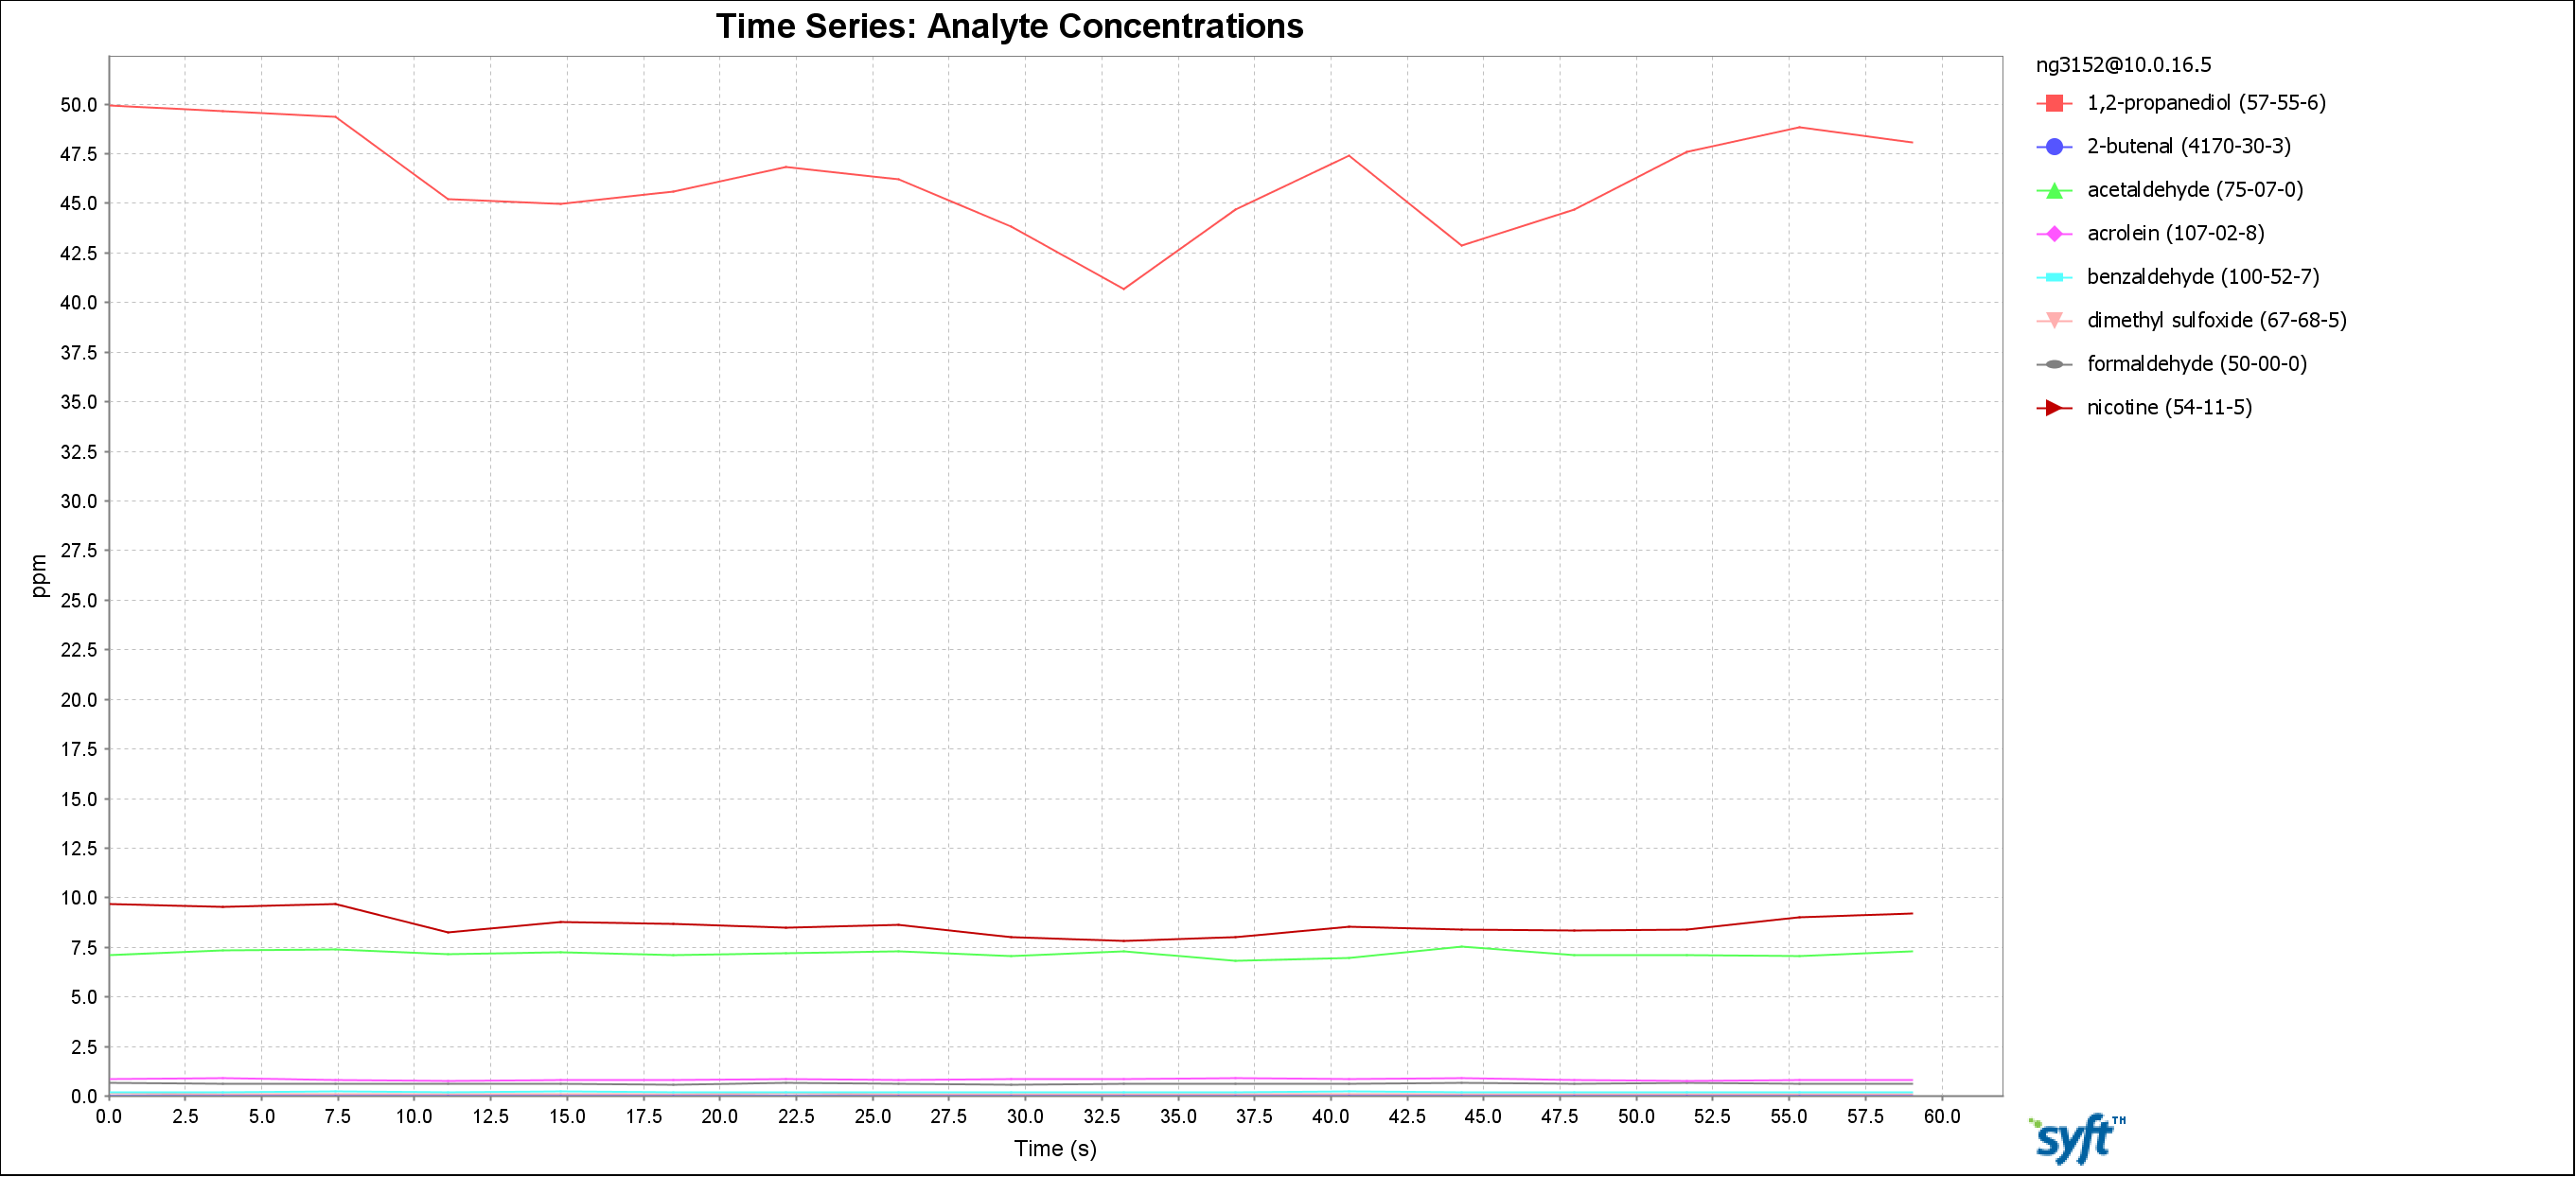 Time Series: Analyte Concentrations
ng3152@10.0.16.5
1,2-propanediol (57-55-6)
2-butenal (4170-30-3)
acetaldehyde (75-07-0)
acrolein (107-02-8)
benzaldehyde (100-52-7)
dimethyl sulfoxide (67-68-5)
formaldehyde (50-00-0)
nicotine (54-11-5)
50.0
47.5
45.0
42.5
40.0
37.5
35.0
32.5
30.0
27.5
25.0
22.5
20.0
17.5
15.0
12.5
10.0
7.5
5.0
2.5
0.0
ppm
0.0 2.5 5.0 7.5 10.0 12.5 15.0 17.5 20.0 22.5 25.0 27.5 30.0 32.5 35.0 37.5 40.0 42.5 45.0 47.5 50.0 52.5 55.0 57.5 60.0
Time (s)
syft™